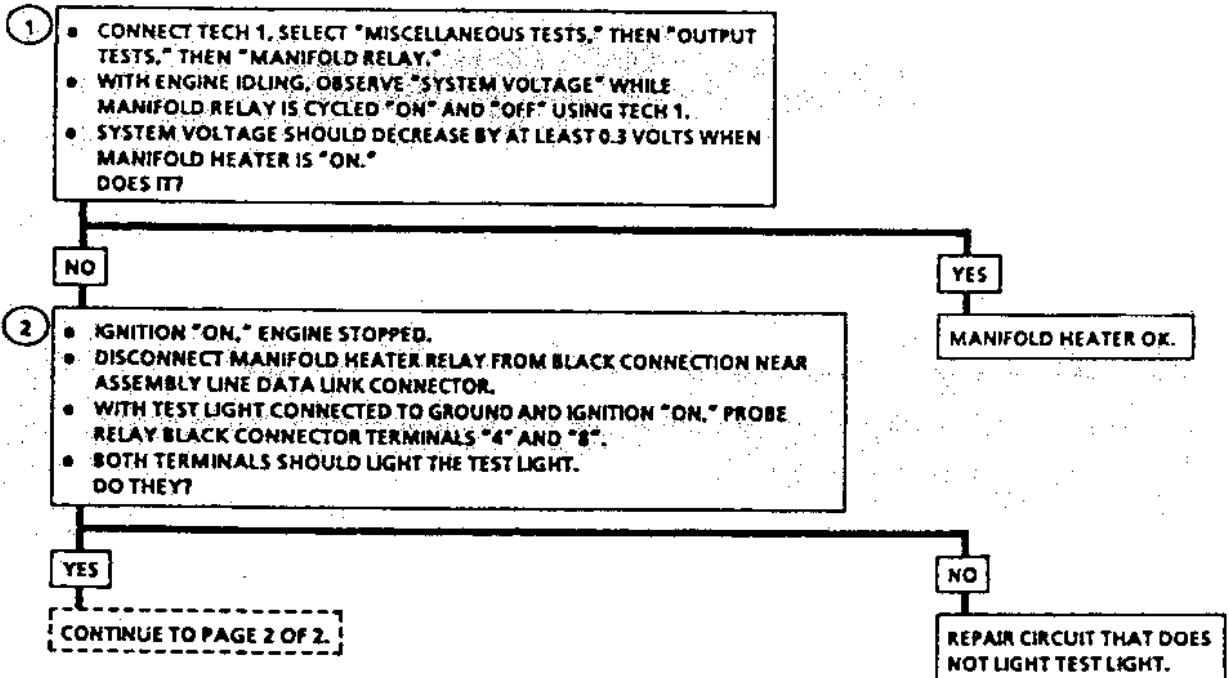 1
• CONNECT TECH 1, SELECT "MISCELLANEOUS TESTS," THEN "OUTPUT
TESTS," THEN "MANIFOLD RELAY."
• WITH ENGINE IDLING, OBSERVE "SYSTEM VOLTAGE" WHILE
MANIFOLD RELAY IS CYCLED "ON" AND "OFF" USING TECH 1.
• SYSTEM VOLTAGE SHOULD DECREASE BY AT LEAST 0.3 VOLTS WHEN
MANIFOLD HEATER IS "ON."
DOES IT?
NO
YES
MANIFOLD HEATER OK.
2
• IGNITION "ON," ENGINE STOPPED.
• DISCONNECT MANIFOLD HEATER RELAY FROM BLACK CONNECTION NEAR
ASSEMBLY LINE DATA LINK CONNECTOR.
• WITH TEST LIGHT CONNECTED TO GROUND AND IGNITION "ON," PROBE
RELAY BLACK CONNECTOR TERMINALS "4" AND "8".
• BOTH TERMINALS SHOULD LIGHT THE TEST LIGHT.
DO THEY?
YES
NO
CONTINUE TO PAGE 2 OF 2.
REPAIR CIRCUIT THAT DOES
NOT LIGHT TEST LIGHT.